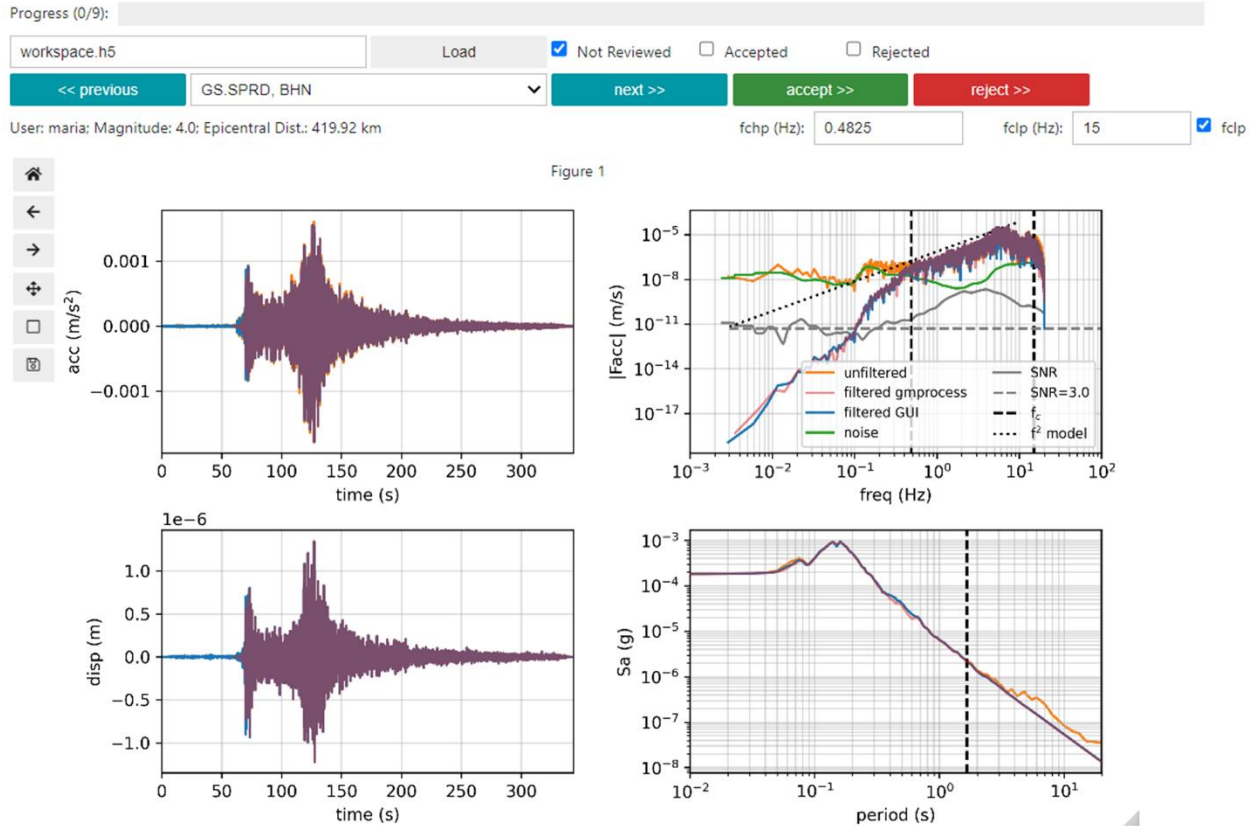 Progress (0/9):
workspace.h5 Load Not Reviewed Accepted Rejected
<< previous GS.SPRD, BHN next >> accept >> reject >>
User: maria; Magnitude: 4.0; Epicentral Dist.: 419.92 km fchp (Hz): 0.4825 fclp (Hz): 15 fclp
Figure 1
acc (m/s²)
0.001
0.000
−0.001
0 50 100 150 200 250 300
time (s)
|Facc| (m/s)
10⁻⁵
10⁻⁸
10⁻¹¹
10⁻¹⁴
10⁻¹⁷
unfiltered
filtered gmprocess
filtered GUI
noise
SNR
SNR=3.0
f_c
f² model
10⁻³ 10⁻² 10⁻¹ 10⁰ 10¹ 10²
freq (Hz)
1e−6
disp (m)
1.0
0.5
0.0
−0.5
−1.0
0 50 100 150 200 250 300
time (s)
Sa (g)
10⁻³
10⁻⁴
10⁻⁵
10⁻⁶
10⁻⁷
10⁻⁸
10⁻² 10⁻¹ 10⁰ 10¹
period (s)